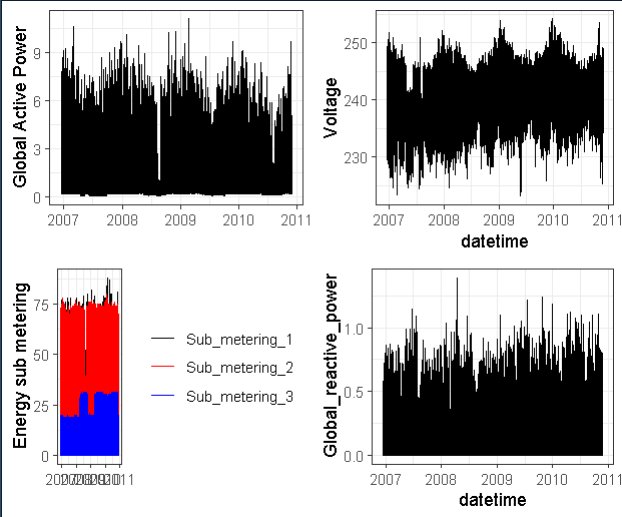 Global Active Power
9
6
3
0
2007 2008 2009 2010 2011
Voltage
250
240
230
2007 2008 2009 2010 2011
datetime
Energy sub metering
75
50
25
0
2011
Sub_metering_1
Sub_metering_2
Sub_metering_3
Global_reactive_power
1.0
0.5
0.0
2007 2008 2009 2010 2011
datetime